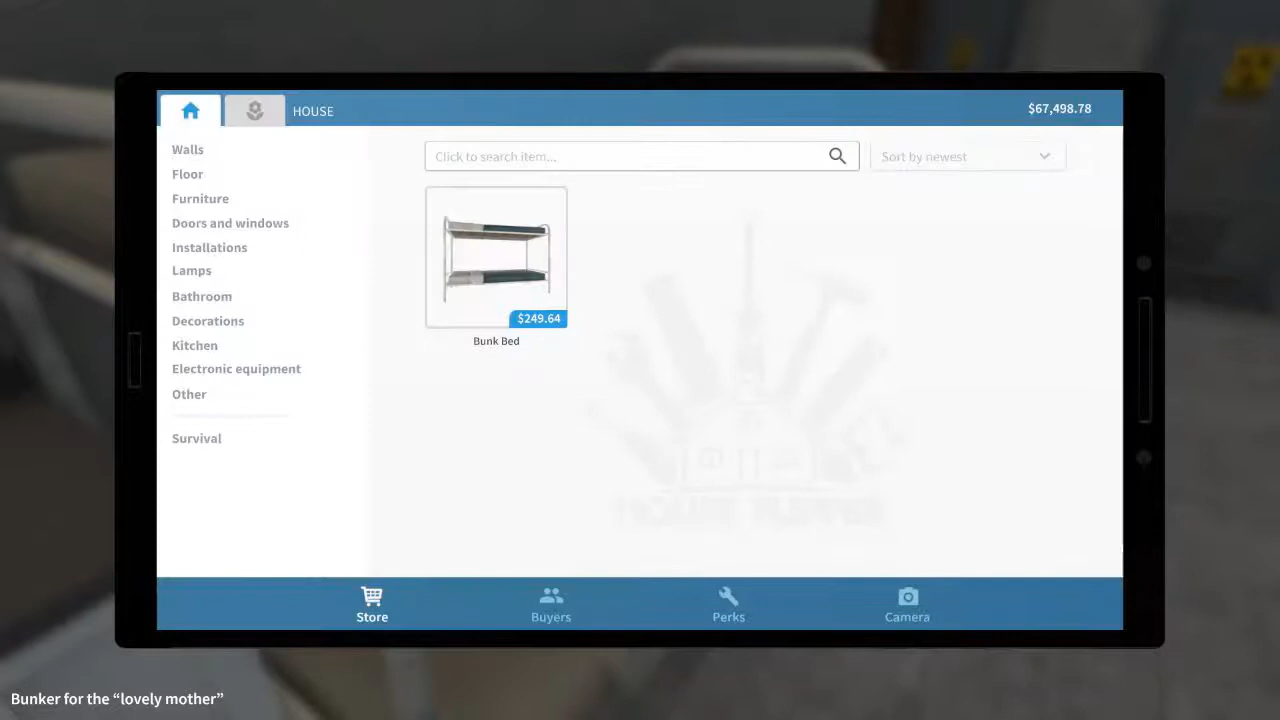 HOUSE
$67,498.78
Walls
Floor
Furniture
Doors and windows
Installations
Lamps
Bathroom
Decorations
Kitchen
Electronic equipment
Other
Survival
Click to search item...
Sort by newest
$249.64
Bunk Bed
HOUSE FLIPPER
Store
Buyers
Perks
Camera
Bunker for the “lovely mother”